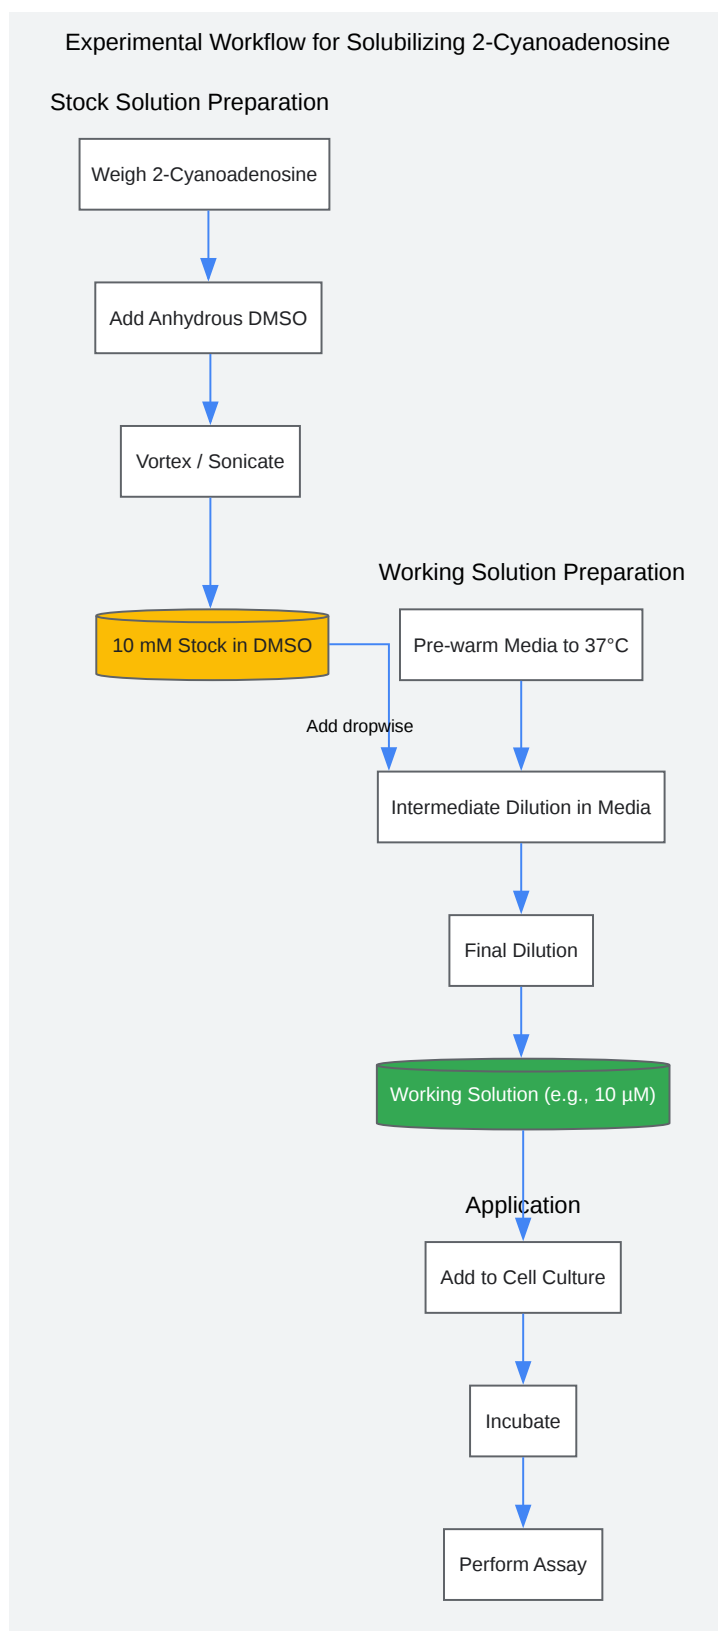 Experimental Workflow for Solubilizing 2-Cyanoadenosine
Stock Solution Preparation
Weigh 2-Cyanoadenosine
Add Anhydrous DMSO
Vortex / Sonicate
10 mM Stock in DMSO
Working Solution Preparation
Pre-warm Media to 37°C
Add dropwise
Intermediate Dilution in Media
Final Dilution
Working Solution (e.g., 10 µM)
Application
Add to Cell Culture
Incubate
Perform Assay